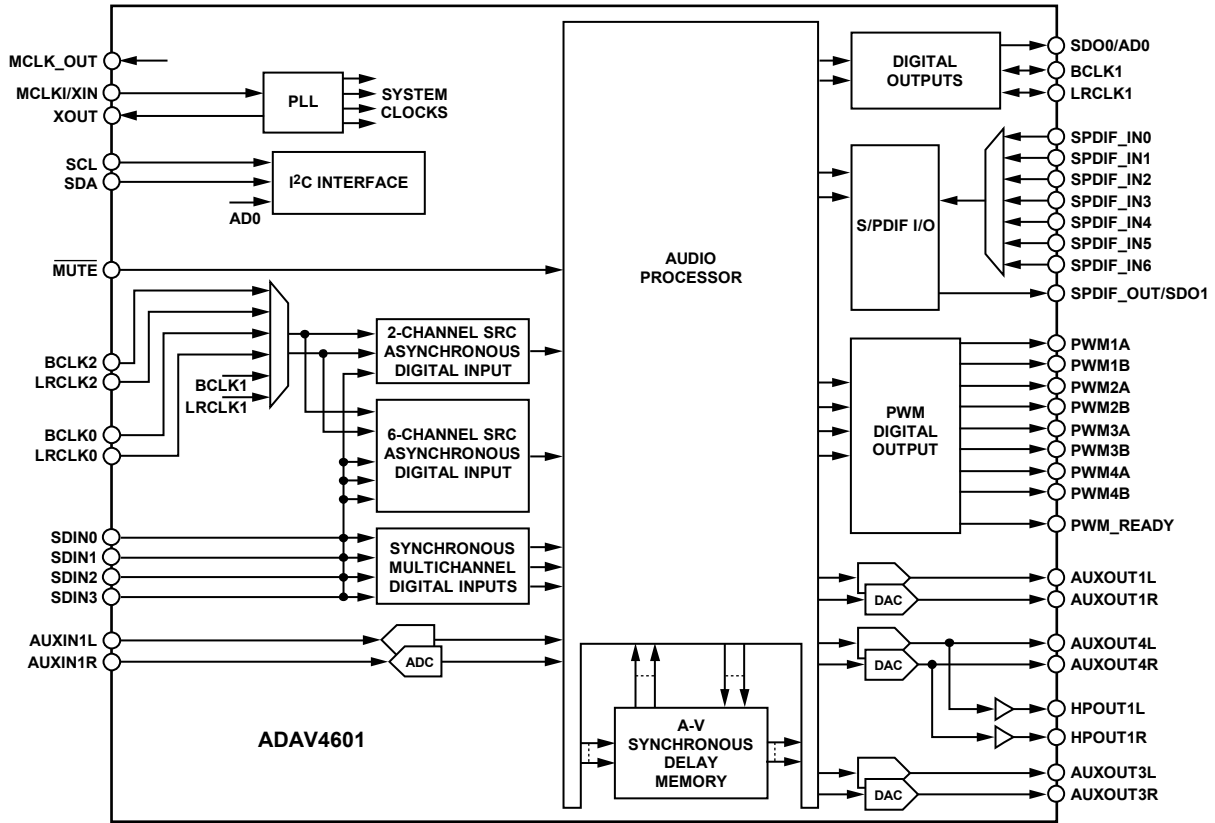 MCLK_OUT
MCLKI/XIN
XOUT
PLL
SYSTEM
CLOCKS
SCL
SDA
I2C INTERFACE
AD0
MUTE
BCLK2
LRCLK2
BCLK1
LRCLK1
BCLK0
LRCLK0
2-CHANNEL SRC
ASYNCHRONOUS
DIGITAL INPUT
6-CHANNEL SRC
ASYNCHRONOUS
DIGITAL INPUT
SDIN0
SDIN1
SDIN2
SDIN3
SYNCHRONOUS
MULTICHANNEL
DIGITAL INPUTS
AUXIN1L
AUXIN1R
ADC
ADAV4601
AUDIO
PROCESSOR
A-V
SYNCHRONOUS
DELAY
MEMORY
DIGITAL
OUTPUTS
SDO0/AD0
BCLK1
LRCLK1
S/PDIF I/O
SPDIF_IN0
SPDIF_IN1
SPDIF_IN2
SPDIF_IN3
SPDIF_IN4
SPDIF_IN5
SPDIF_IN6
SPDIF_OUT/SDO1
PWM
DIGITAL
OUTPUT
PWM1A
PWM1B
PWM2A
PWM2B
PWM3A
PWM3B
PWM4A
PWM4B
PWM_READY
DAC
AUXOUT1L
AUXOUT1R
DAC
AUXOUT4L
AUXOUT4R
HPOUT1L
HPOUT1R
DAC
AUXOUT3L
AUXOUT3R